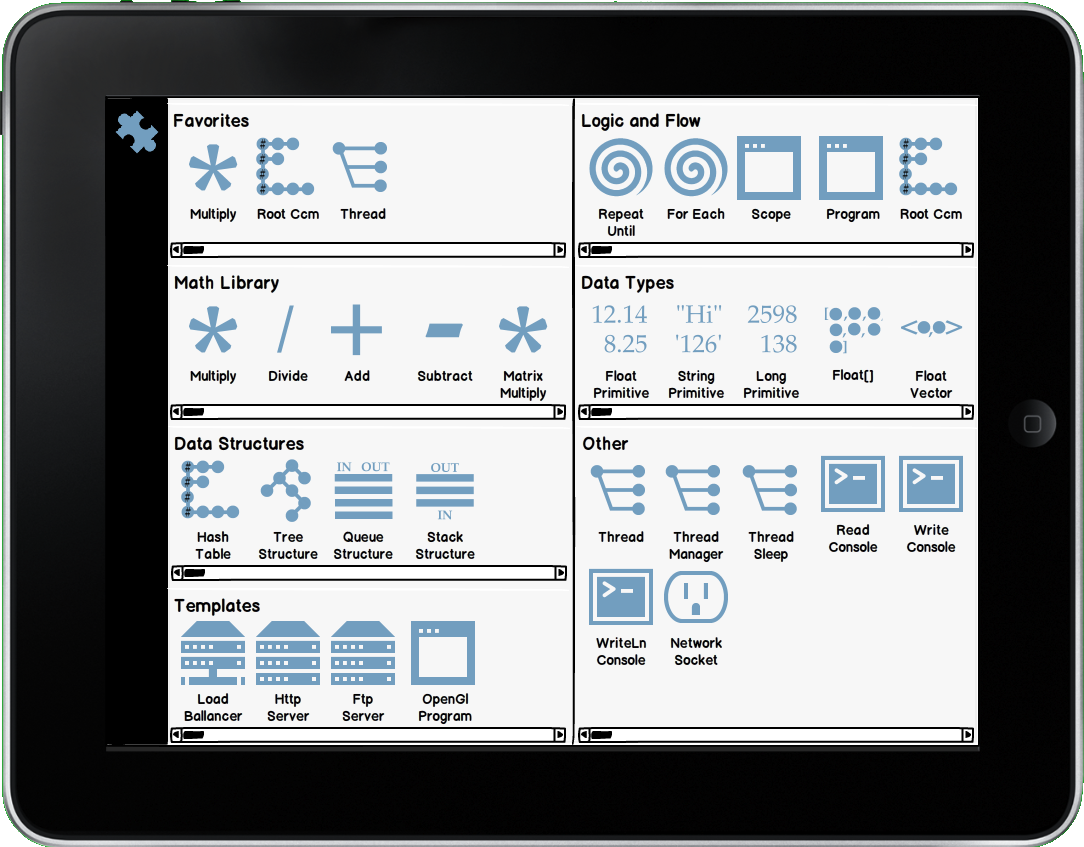 Favorites
Multiply
Root Ccm
Thread
Math Library
Multiply
Divide
Add
Subtract
Matrix
Multiply
Data Structures
# # # #
Hash
Table
Tree
Structure
IN OUT
Queue
Structure
OUT
IN
Stack
Structure
Templates
Load
Ballancer
Http
Server
Ftp
Server
OpenGl
Program
Logic and Flow
Repeat
Until
For Each
Scope
Program
Root Ccm
Data Types
12.14
8.25
Float
Primitive
"Hi"
'126'
String
Primitive
2598
138
Long
Primitive
Float[]
Float
Vector
Other
Thread
Thread
Manager
Thread
Sleep
>-
Read
Console
>-
Write
Console
>-
WriteLn
Console
Network
Socket